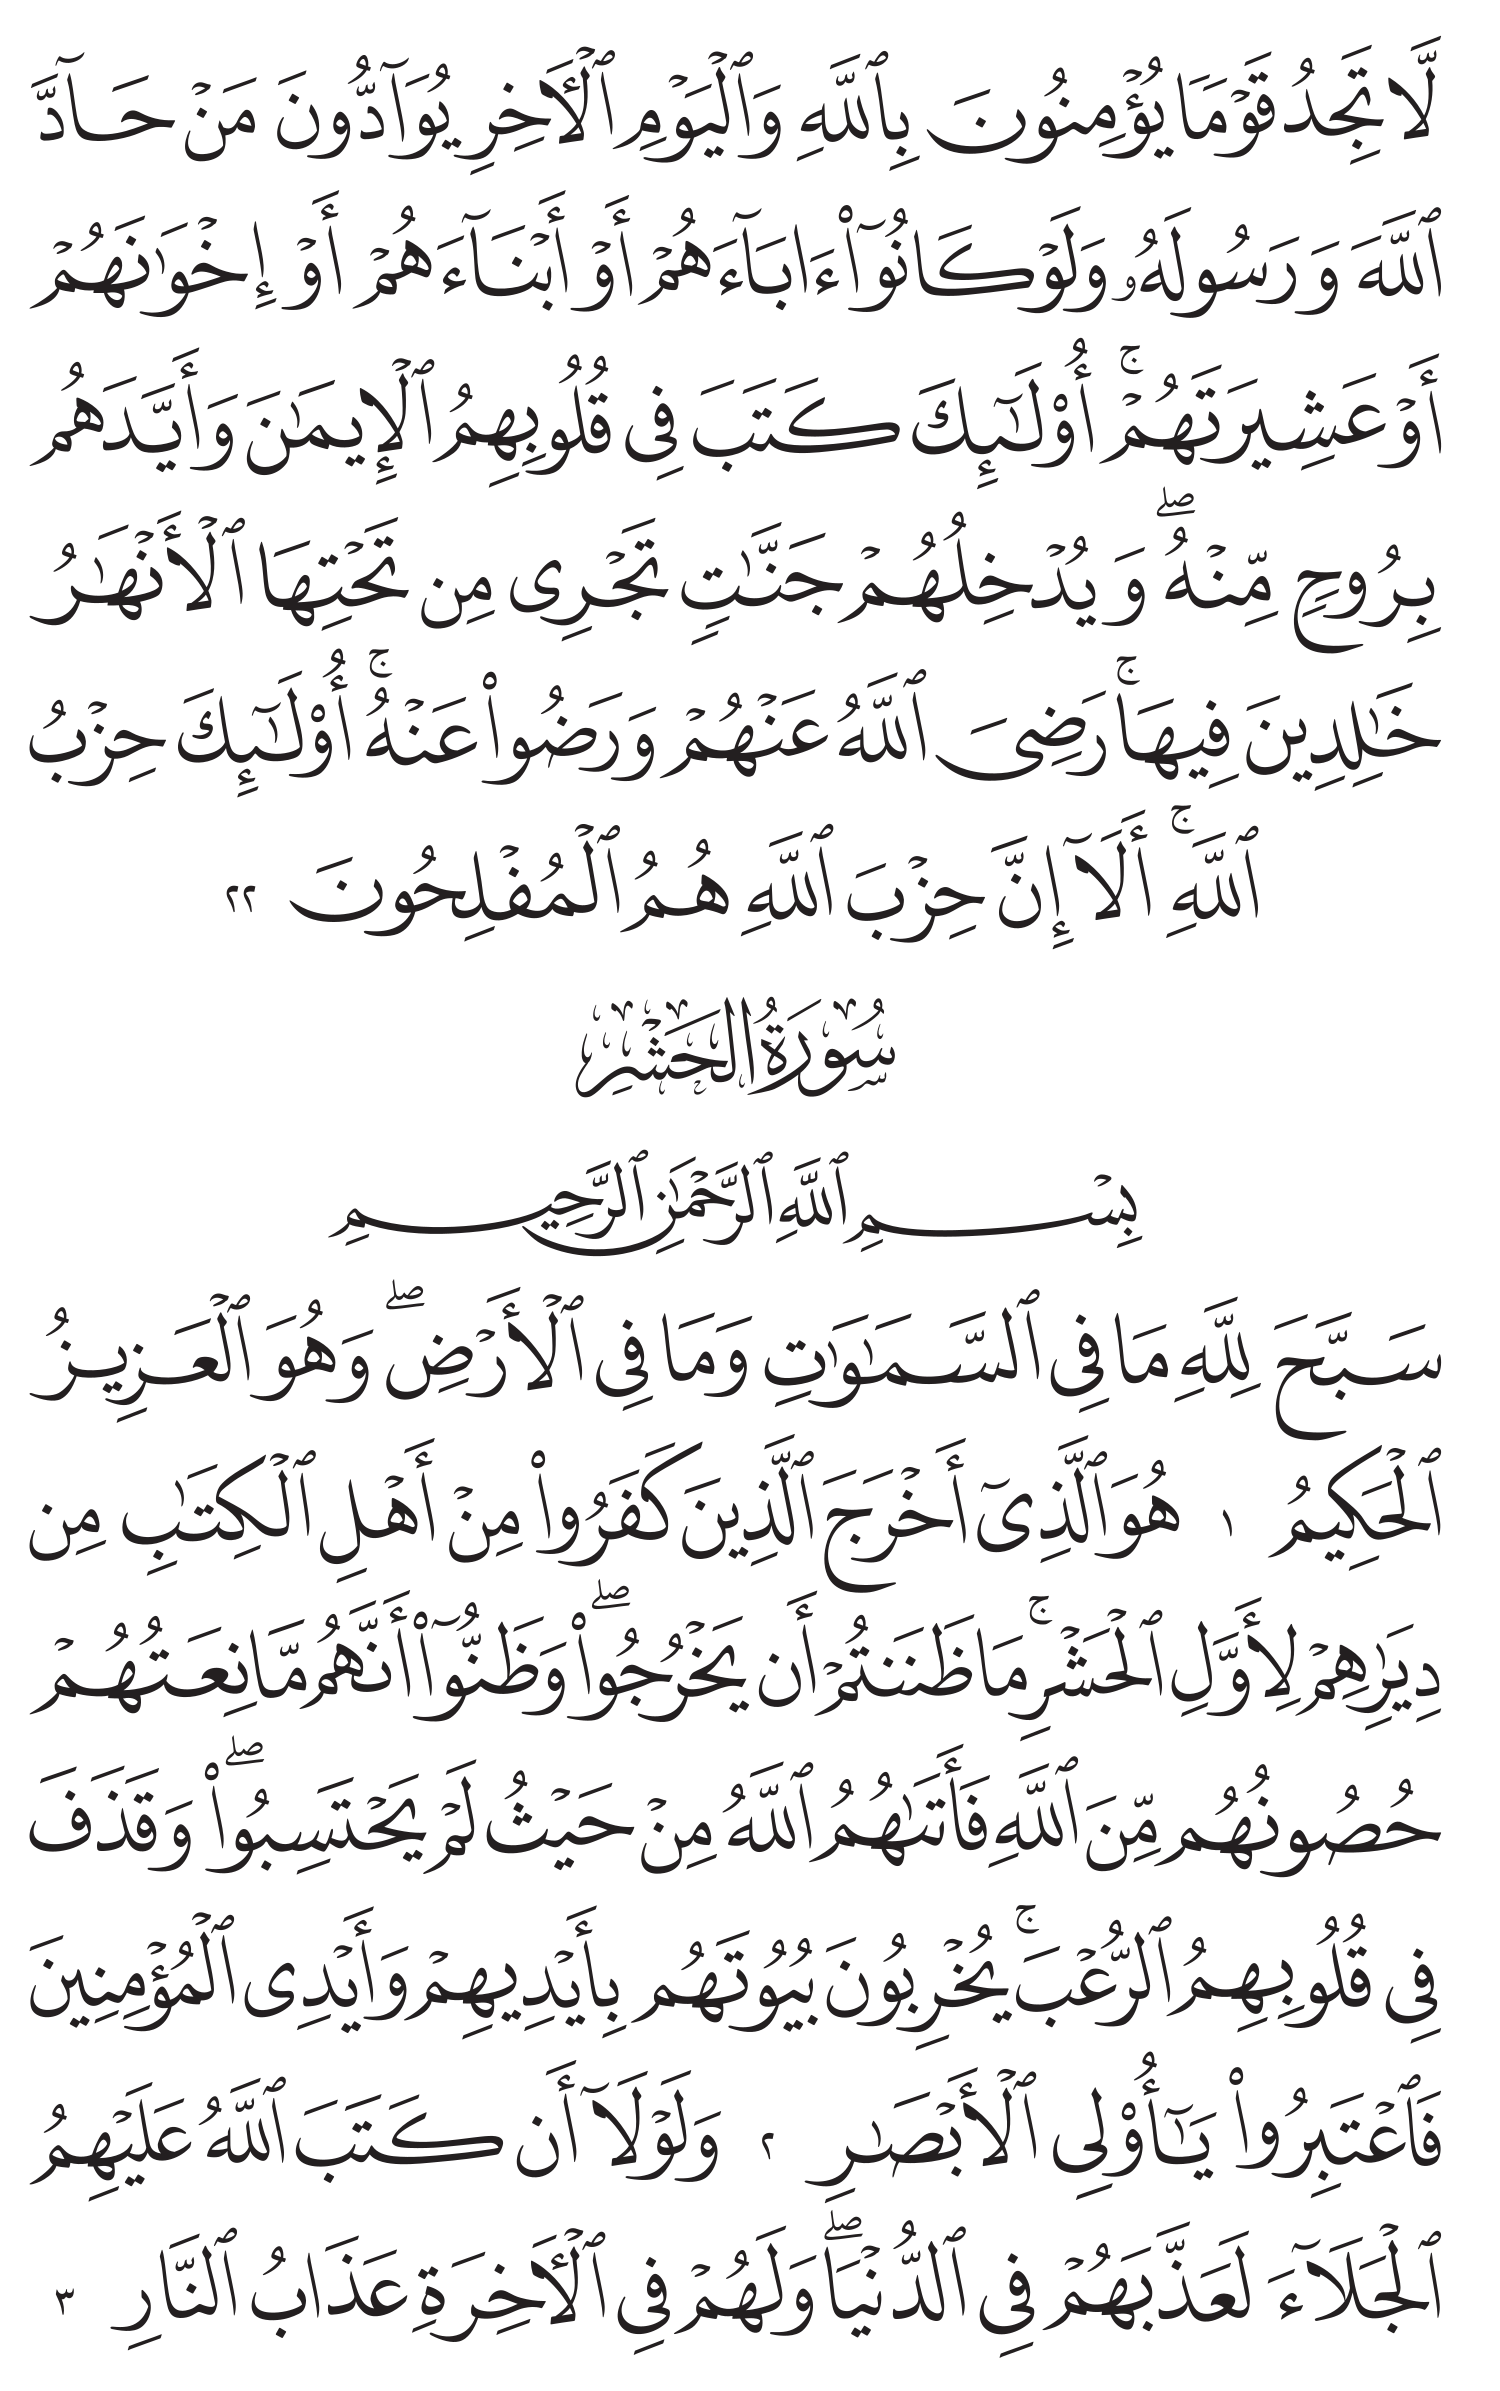 لَّا تَجِدُ قَوْمًا يُؤْمِنُونَ بِٱللَّهِ وَٱلْيَوْمِ ٱلْـَٔاخِرِ يُوَآدُّونَ مَنْ حَآدَّ
ٱللَّهَ وَرَسُولَهُۥ وَلَوْ كَانُوٓا۟ ءَابَآءَهُمْ أَوْ أَبْنَآءَهُمْ أَوْ إِخْوَٰنَهُمْ
أَوْ عَشِيرَتَهُمْ ۚ أُو۟لَـٰٓئِكَ كَتَبَ فِى قُلُوبِهِمُ ٱلْإِيمَـٰنَ وَأَيَّدَهُم
بِرُوحٍ مِّنْهُ ۖ وَيُدْخِلُهُمْ جَنَّـٰتٍ تَجْرِى مِن تَحْتِهَا ٱلْأَنْهَـٰرُ
خَـٰلِدِينَ فِيهَا ۚ رَضِىَ ٱللَّهُ عَنْهُمْ وَرَضُوا۟ عَنْهُ ۚ أُو۟لَـٰٓئِكَ حِزْبُ
ٱللَّهِ ۚ أَلَآ إِنَّ حِزْبَ ٱللَّهِ هُمُ ٱلْمُفْلِحُونَ ٢٢
سُورَةُ الحَشْرِ
بِسْمِ ٱللَّهِ ٱلرَّحْمَـٰنِ ٱلرَّحِيمِ
سَبَّحَ لِلَّهِ مَا فِى ٱلسَّمَـٰوَٰتِ وَمَا فِى ٱلْأَرْضِ ۖ وَهُوَ ٱلْعَزِيزُ
ٱلْحَكِيمُ ١ هُوَ ٱلَّذِىٓ أَخْرَجَ ٱلَّذِينَ كَفَرُوا۟ مِنْ أَهْلِ ٱلْكِتَـٰبِ مِن
دِيَـٰرِهِمْ لِأَوَّلِ ٱلْحَشْرِ ۚ مَا ظَنَنتُمْ أَن يَخْرُجُوا۟ ۖ وَظَنُّوٓا۟ أَنَّهُم مَّانِعَتُهُمْ
حُصُونُهُم مِّنَ ٱللَّهِ فَأَتَىٰهُمُ ٱللَّهُ مِنْ حَيْثُ لَمْ يَحْتَسِبُوا۟ ۖ وَقَذَفَ
فِى قُلُوبِهِمُ ٱلرُّعْبَ ۚ يُخْرِبُونَ بُيُوتَهُم بِأَيْدِيهِمْ وَأَيْدِى ٱلْمُؤْمِنِينَ
فَٱعْتَبِرُوا۟ يَـٰٓأُو۟لِى ٱلْأَبْصَـٰرِ ٢ وَلَوْلَآ أَن كَتَبَ ٱللَّهُ عَلَيْهِمُ
ٱلْجَلَآءَ لَعَذَّبَهُمْ فِى ٱلدُّنْيَا ۖ وَلَهُمْ فِى ٱلْـَٔاخِرَةِ عَذَابُ ٱلنَّارِ ٣